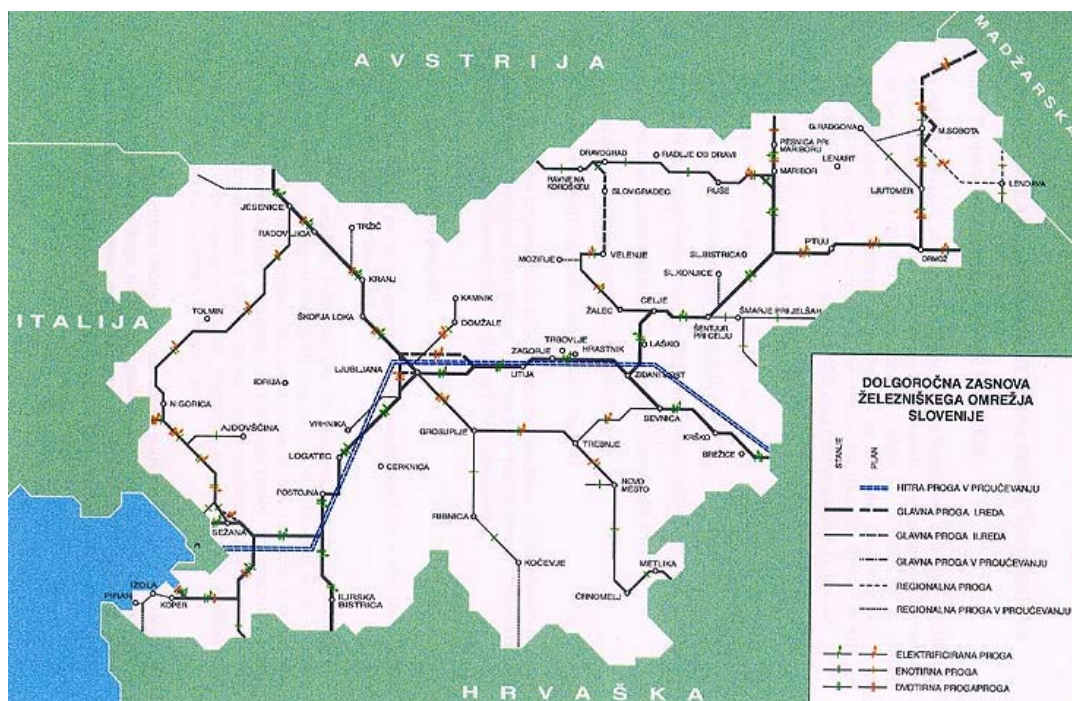 AVSTRIJA
MADŽARSKA
ITALIJA
HRVAŠKA
G.RADGONA
M.SOBOTA
PESNICA PRI
MARIBORU
LENART
DRAVOGRAD
RADLJE OB DRAVI
MARIBOR
RAVNE NA
KOROŠKEM
SLOV.GRADEC
RUŠE
LJUTOMER
LENDAVA
JESENICE
RADOVLJICA
TRŽIČ
MOZIRJE
VELENJE
SL.BISTRICA
PTUJ
ORMOŽ
KRANJ
SL.KONJICE
TOLMIN
ŠKOFJA LOKA
KAMNIK
DOMŽALE
ŽALEC
CELJE
ŠENTJUR
PRI CELJU
ŠMARJE PRI JELŠAH
LAŠKO
TRBOVLJE
HRASTNIK
ZAGORJE
LJUBLJANA
LITIJA
ZIDANI MOST
IDRIJA
N.GORICA
AJDOVŠČINA
VRHNIKA
GROSUPLJE
SEVNICA
TREBNJE
KRŠKO
BREŽICE
LOGATEC
CERKNICA
NOVO
MESTO
POSTOJNA
RIBNICA
SEŽANA
KOČEVJE
METLIKA
ČRNOMELJ
IZOLA
PIRAN
KOPER
ILIRSKA
BISTRICA
DOLGOROČNA ZASNOVA
ŽELEZNIŠKEGA OMREŽJA
SLOVENIJE
STANJE
PLAN
HITRA PROGA V PROUČEVANJU
GLAVNA PROGA I.REDA
GLAVNA PROGA II.REDA
GLAVNA PROGA V PROUČEVANJU
REGIONALNA PROGA
REGIONALNA PROGA V PROUČEVANJU
ELEKTRIFICIRANA PROGA
ENOTIRNA PROGA
DVOTIRNA PROGAPROGA